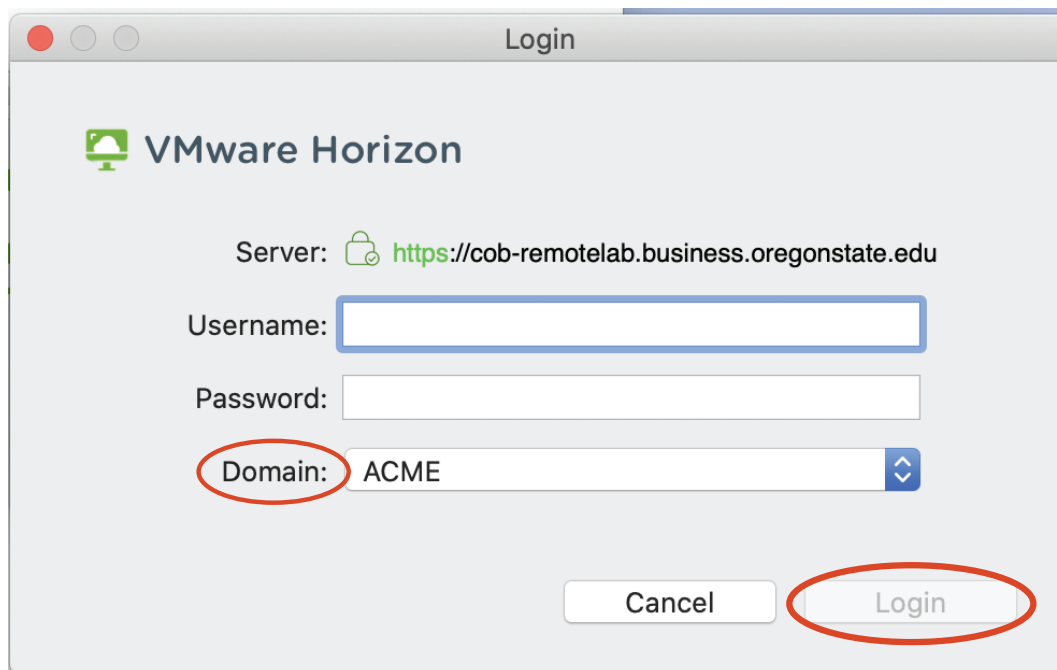 Login
VMware Horizon
Server: https://cob-remotelab.business.oregonstate.edu
Username:
Password:
Domain: ACME
Cancel Login